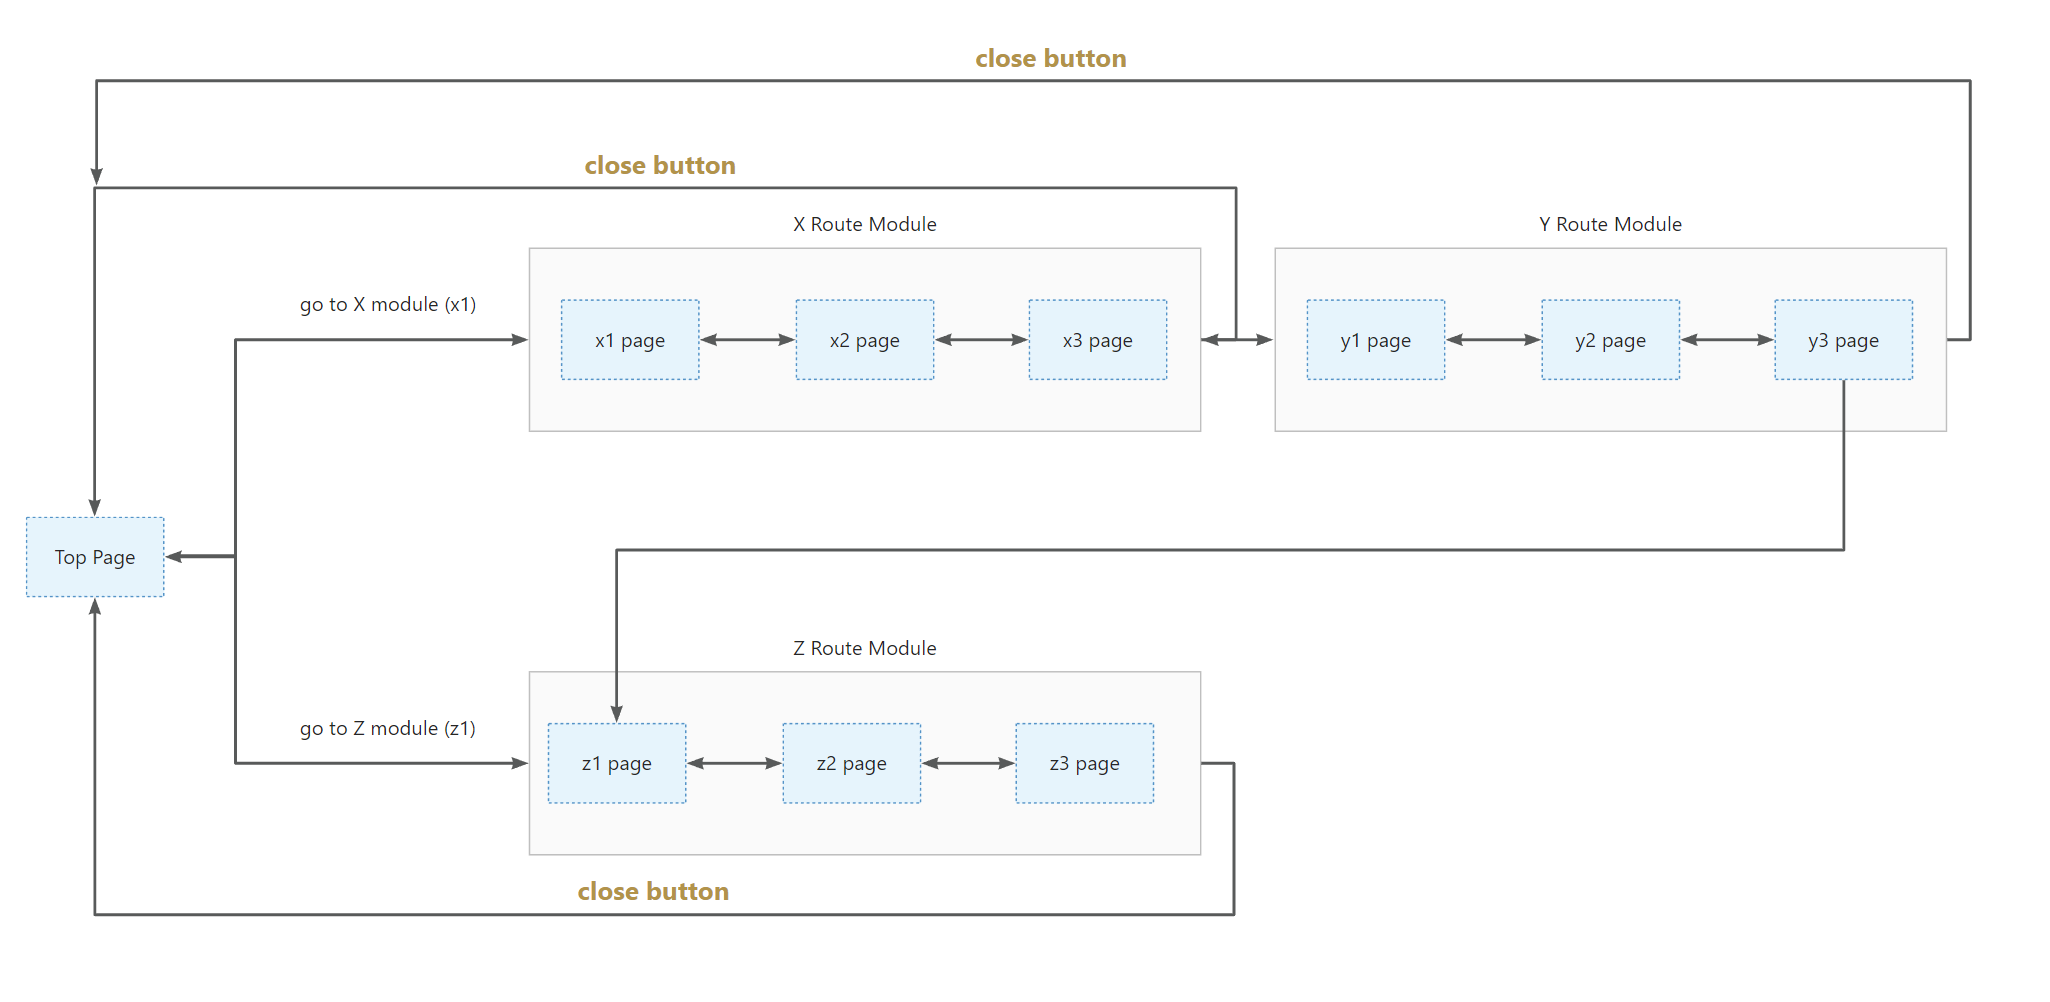 close button
close button
X Route Module
Y Route Module
go to X module (x1)
x1 page
x2 page
x3 page
y1 page
y2 page
y3 page
Top Page
Z Route Module
go to Z module (z1)
z1 page
z2 page
z3 page
close button